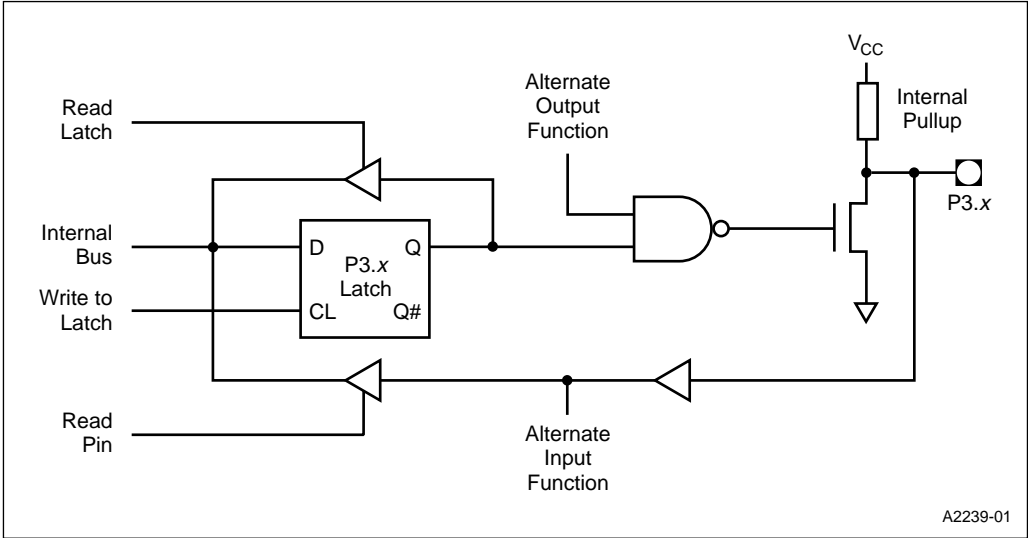 Read
Latch
Internal
Bus
Write to
Latch
Read
Pin
D Q
P3.x
Latch
CL Q#
Alternate
Output
Function
Alternate
Input
Function
VCC
Internal
Pullup
P3.x
A2239-01